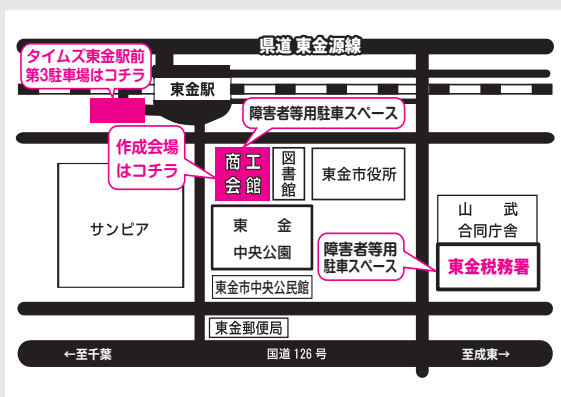 県道 東金源線
タイムズ東金駅前
第3駐車場はコチラ
東金駅
障害者等用駐車スペース
作成会場
はコチラ
商工
会館
図書館
東金市役所
サンピア
東金
中央公園
山武
合同庁舎
障害者等用
駐車スペース
東金税務署
東金市中央公民館
東金郵便局
←至千葉
国道126号
至成東→